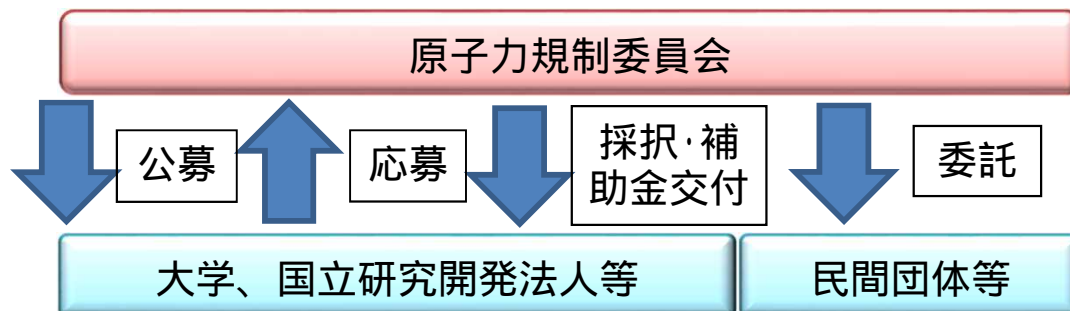 原子力規制委員会
公募
応募
採択・補
助金交付
委託
大学、国立研究開発法人等
民間団体等